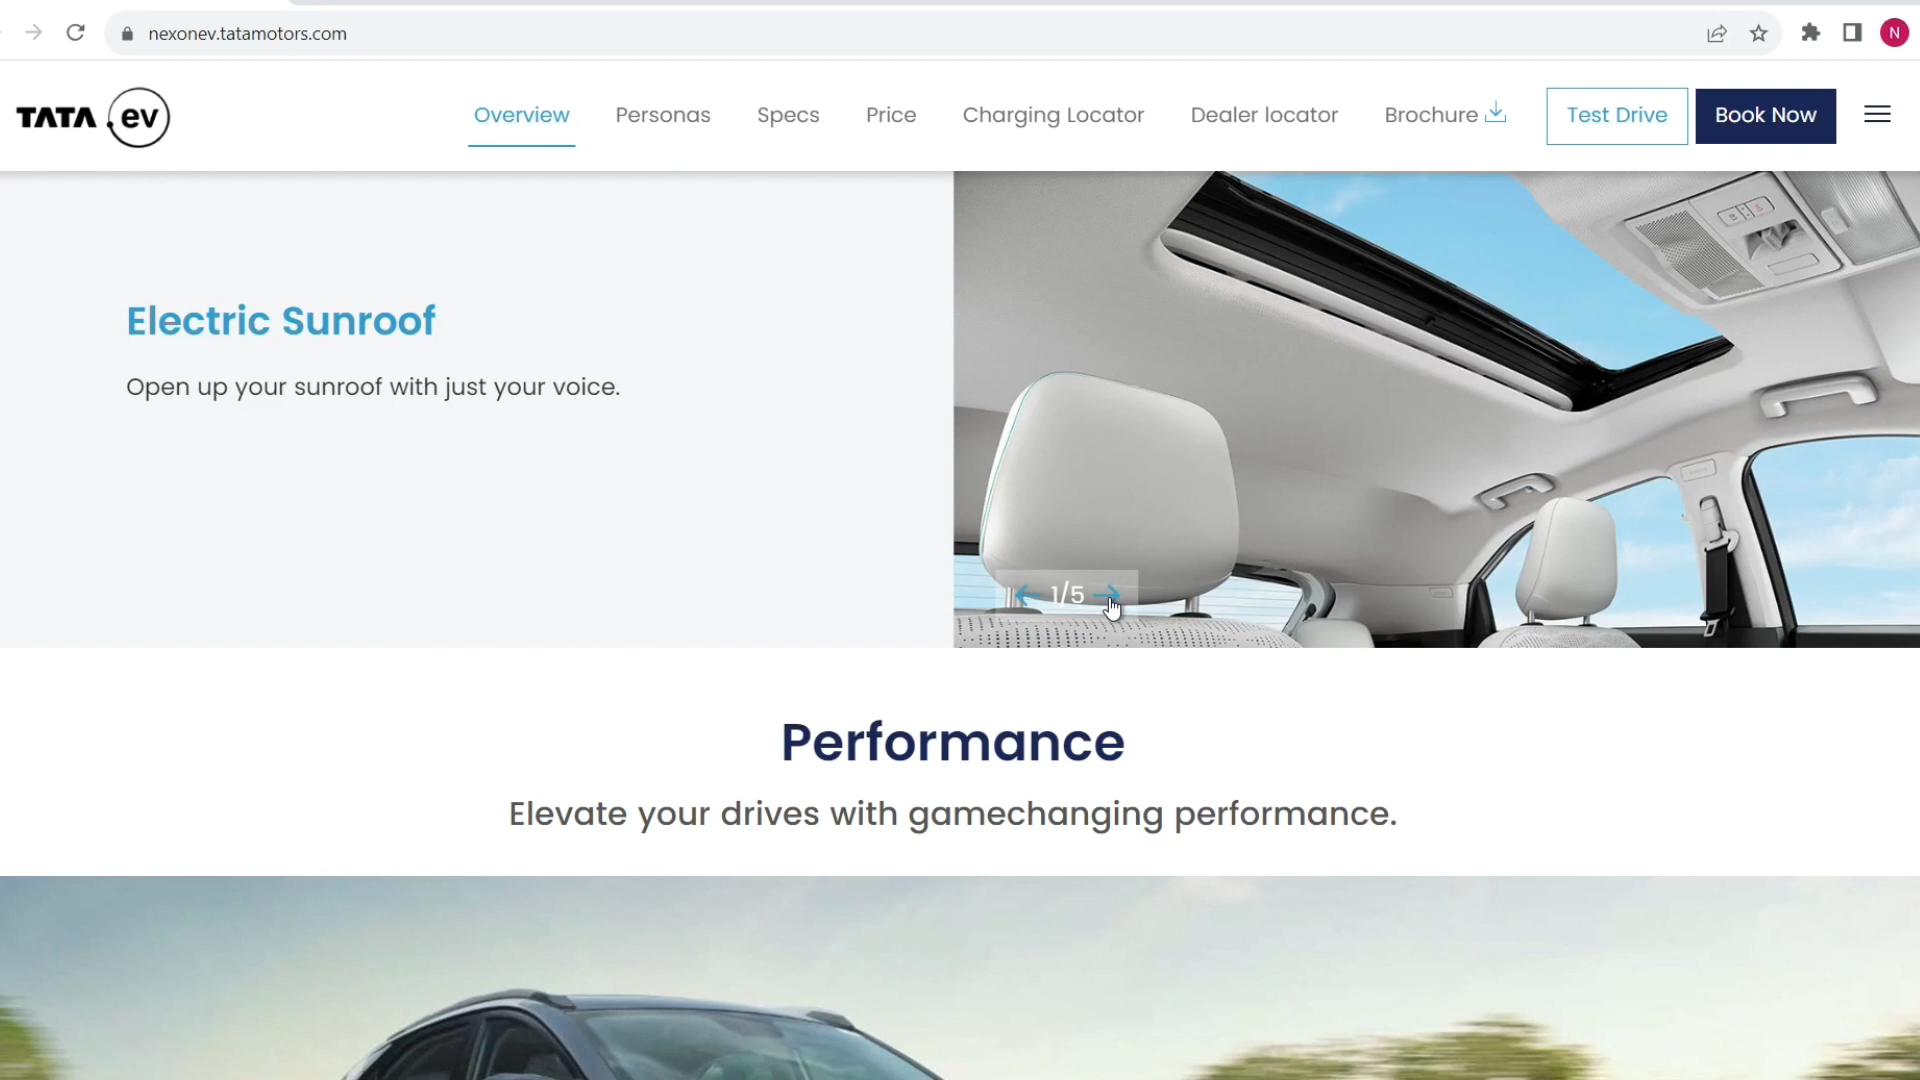 nexonev.tatamotors.com
N
TATA .ev
Overview
Personas
Specs
Price
Charging Locator
Dealer locator
Brochure
Test Drive
Book Now
Electric Sunroof
Open up your sunroof with just your voice.
1/5
Performance
Elevate your drives with gamechanging performance.